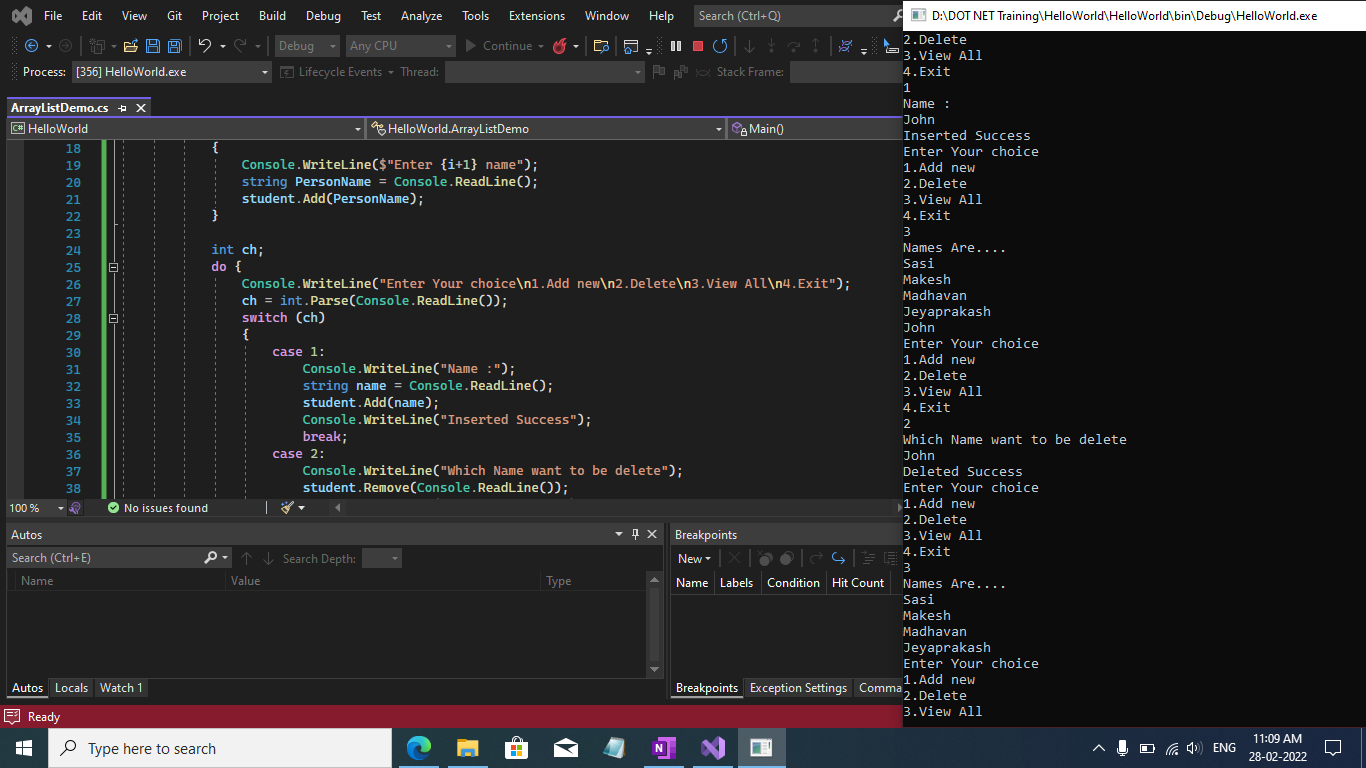 File Edit View Git Project Build Debug Test Analyze Tools Extensions Window Help Search (Ctrl+Q)
Debug Any CPU Continue
Process: [356] HelloWorld.exe Lifecycle Events Thread: Stack Frame:
ArrayListDemo.cs
C# HelloWorld HelloWorld.ArrayListDemo Main()
18 {
19 Console.WriteLine($"Enter {i+1} name");
20 string PersonName = Console.ReadLine();
21 student.Add(PersonName);
22 }
23
24 int ch;
25 do {
26 Console.WriteLine("Enter Your choice\n1.Add new\n2.Delete\n3.View All\n4.Exit");
27 ch = int.Parse(Console.ReadLine());
28 switch (ch)
29 {
30 case 1:
31 Console.WriteLine("Name :");
32 string name = Console.ReadLine();
33 student.Add(name);
34 Console.WriteLine("Inserted Success");
35 break;
36 case 2:
37 Console.WriteLine("Which Name want to be delete");
38 student.Remove(Console.ReadLine());
100 % No issues found
Autos
Search (Ctrl+E) Search Depth:
Name Value Type
Autos Locals Watch 1
Breakpoints
New
Name Labels Condition Hit Count
Breakpoints Exception Settings Comma
Ready
D:\DOT NET Training\HelloWorld\HelloWorld\bin\Debug\HelloWorld.exe
2.Delete
3.View All
4.Exit
1
Name :
John
Inserted Success
Enter Your choice
1.Add new
2.Delete
3.View All
4.Exit
3
Names Are....
Sasi
Makesh
Madhavan
Jeyaprakash
John
Enter Your choice
1.Add new
2.Delete
3.View All
4.Exit
2
Which Name want to be delete
John
Deleted Success
Enter Your choice
1.Add new
2.Delete
3.View All
4.Exit
3
Names Are....
Sasi
Makesh
Madhavan
Jeyaprakash
Enter Your choice
1.Add new
2.Delete
3.View All
Type here to search
ENG
11:09 AM
28-02-2022